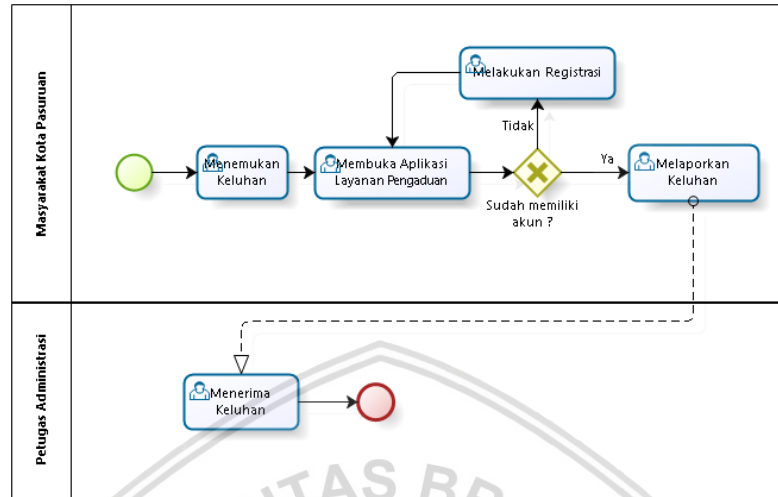 Masyarakat Kota Pasuruan
Menemukan
Keluhan
Membuka Aplikasi
Layanan Pengaduan
Melakukan Registrasi
Tidak
Sudah memiliki
akun ?
Ya
Melaporkan
Keluhan
Petugas Administrasi
Menerima
Keluhan
ITAS BR